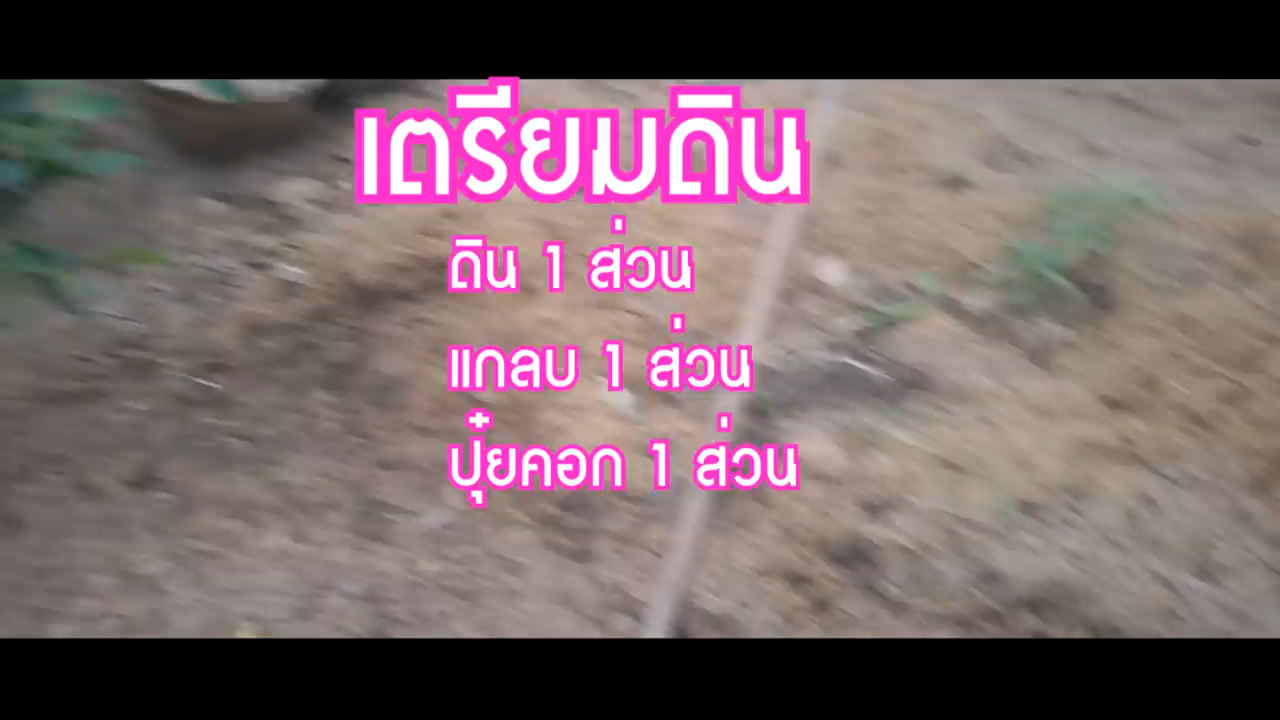 เตรียมดิน
ดิน 1 ส่วน
แกลบ 1 ส่วน
ปุ๋ยคอก 1 ส่วน